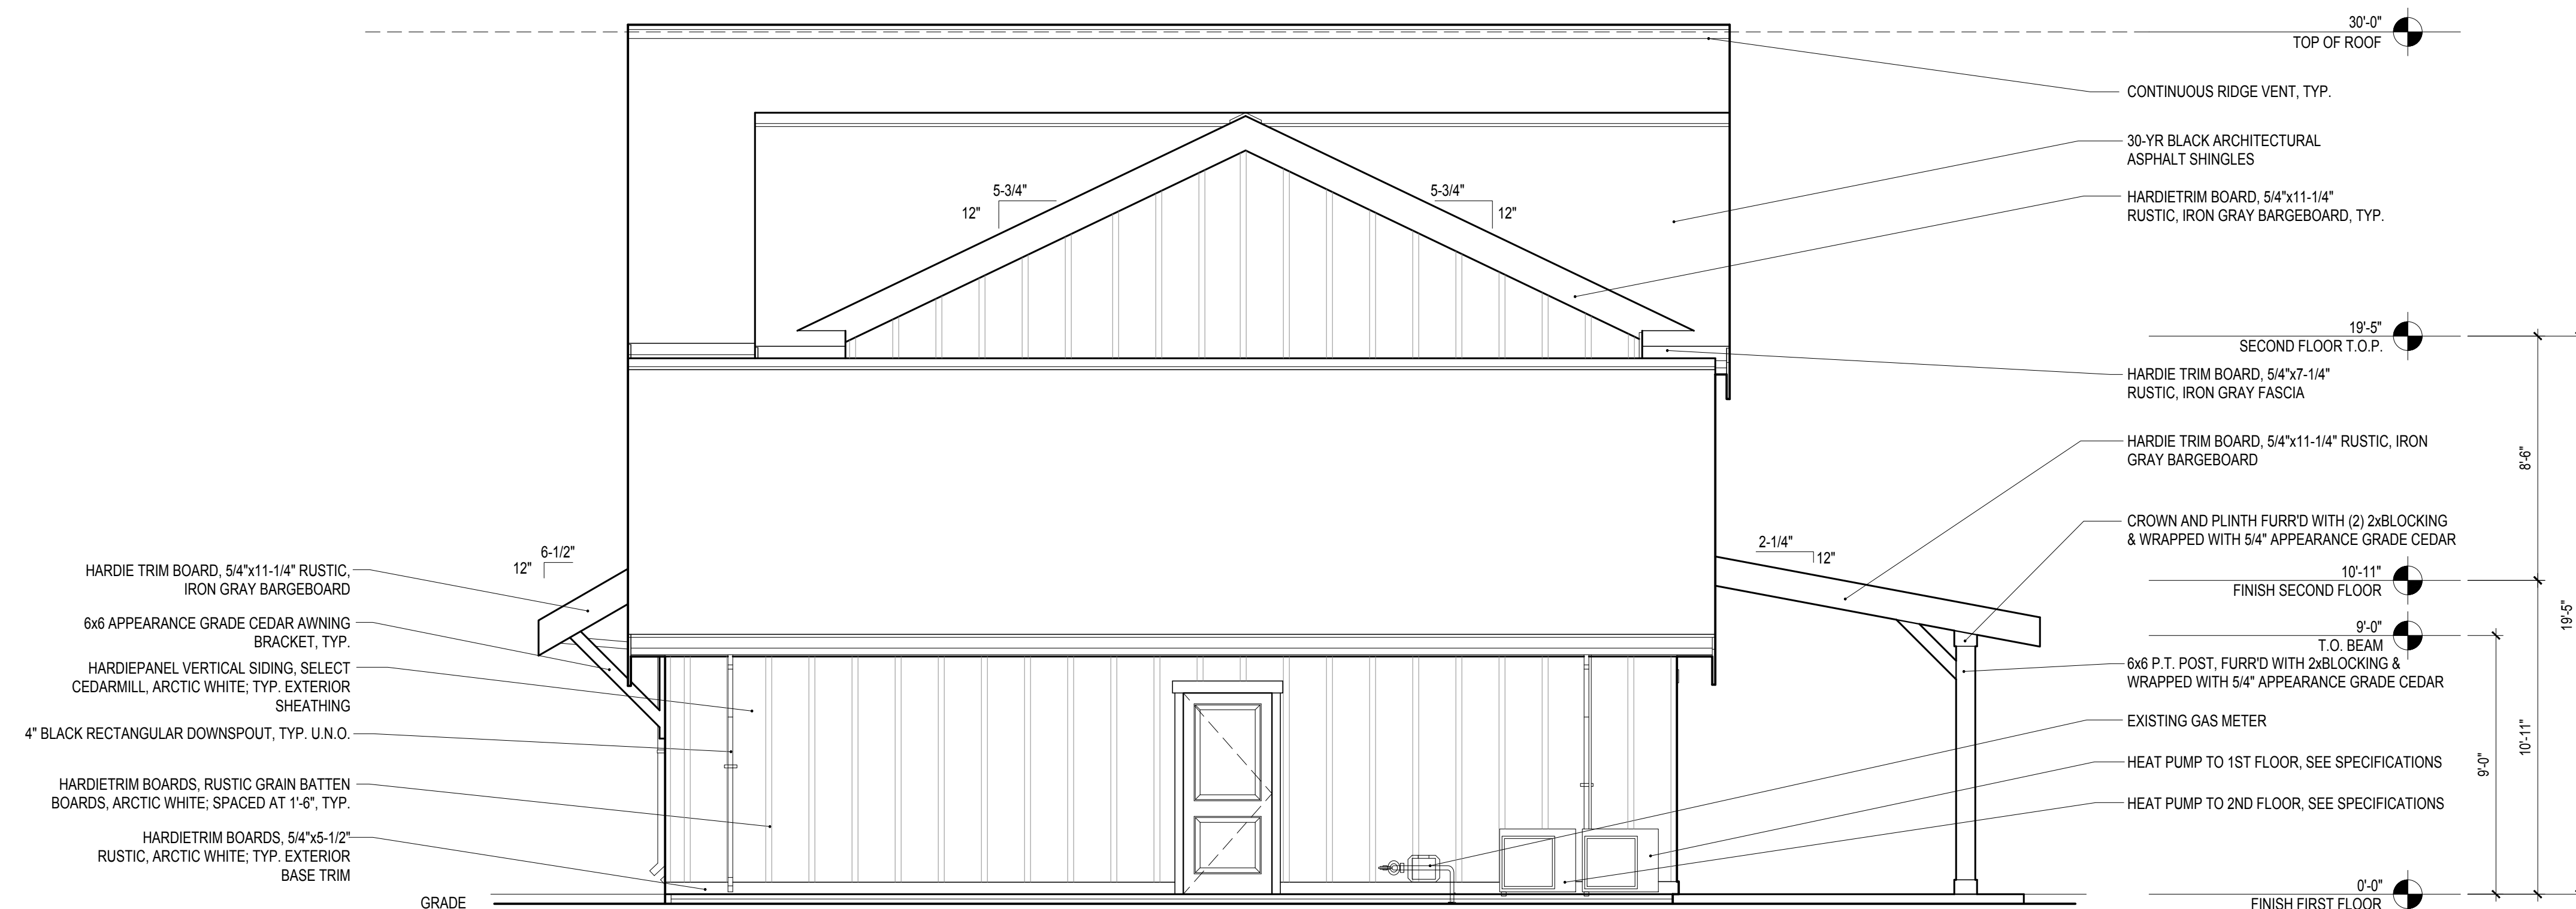 30'-0"
TOP OF ROOF
CONTINUOUS RIDGE VENT, TYP.
30-YR BLACK ARCHITECTURAL
ASPHALT SHINGLES
HARDIETRIM BOARD, 5/4"x11-1/4"
RUSTIC, IRON GRAY BARGEBOARD, TYP.
5-3/4"
12"
5-3/4"
12"
19'-5"
SECOND FLOOR T.O.P.
HARDIE TRIM BOARD, 5/4"x7-1/4"
RUSTIC, IRON GRAY FASCIA
HARDIE TRIM BOARD, 5/4"x11-1/4" RUSTIC, IRON
GRAY BARGEBOARD
8'-6"
CROWN AND PLINTH FURR'D WITH (2) 2xBLOCKING
& WRAPPED WITH 5/4" APPEARANCE GRADE CEDAR
2-1/4"
12"
6-1/2"
12"
10'-11"
FINISH SECOND FLOOR
19'-5"
9'-0"
T.O. BEAM
6x6 P.T. POST, FURR'D WITH 2xBLOCKING &
WRAPPED WITH 5/4" APPEARANCE GRADE CEDAR
EXISTING GAS METER
10'-11"
9'-0"
HEAT PUMP TO 1ST FLOOR, SEE SPECIFICATIONS
HEAT PUMP TO 2ND FLOOR, SEE SPECIFICATIONS
0'-0"
FINISH FIRST FLOOR
HARDIE TRIM BOARD, 5/4"x11-1/4" RUSTIC,
IRON GRAY BARGEBOARD
6x6 APPEARANCE GRADE CEDAR AWNING
BRACKET, TYP.
HARDIEPANEL VERTICAL SIDING, SELECT
CEDARMILL, ARCTIC WHITE; TYP. EXTERIOR
SHEATHING
4" BLACK RECTANGULAR DOWNSPOUT, TYP. U.N.O.
HARDIETRIM BOARDS, RUSTIC GRAIN BATTEN
BOARDS, ARCTIC WHITE; SPACED AT 1'-6", TYP.
HARDIETRIM BOARDS, 5/4"x5-1/2"
RUSTIC, ARCTIC WHITE; TYP. EXTERIOR
BASE TRIM
GRADE